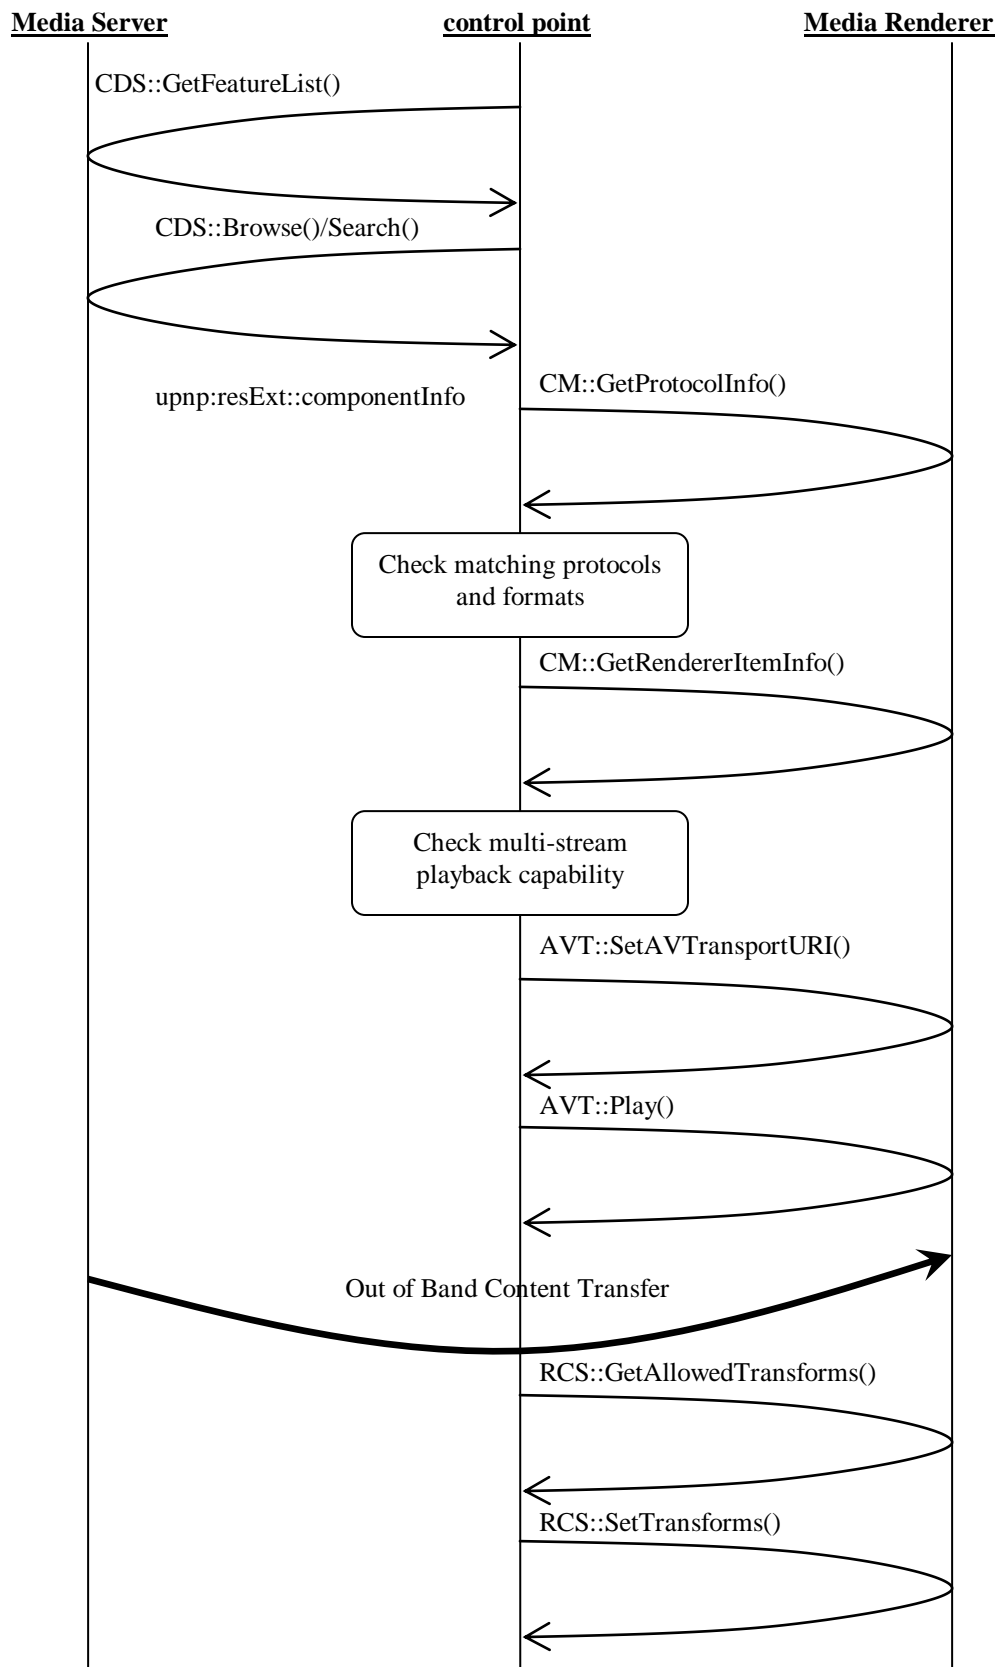 Media Server
control point
Media Renderer
CDS::GetFeatureList()
CDS::Browse()/Search()
upnp:resExt::componentInfo
CM::GetProtocolInfo()
Check matching protocols
and formats
CM::GetRendererItemInfo()
Check multi-stream
playback capability
AVT::SetAVTransportURI()
AVT::Play()
Out of Band Content Transfer
RCS::GetAllowedTransforms()
RCS::SetTransforms()